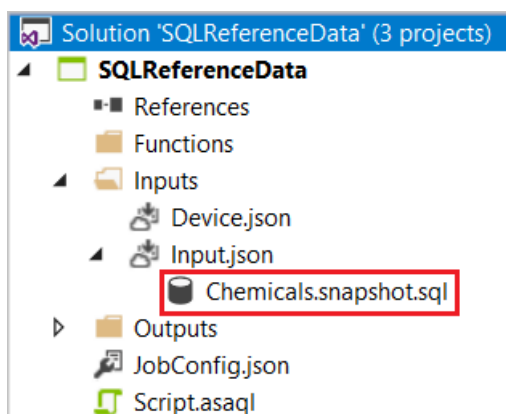 Solution 'SQLReferenceData' (3 projects)
SQLReferenceData
References
Functions
Inputs
Device.json
Input.json
Chemicals.snapshot.sql
Outputs
JobConfig.json
Script.asaql